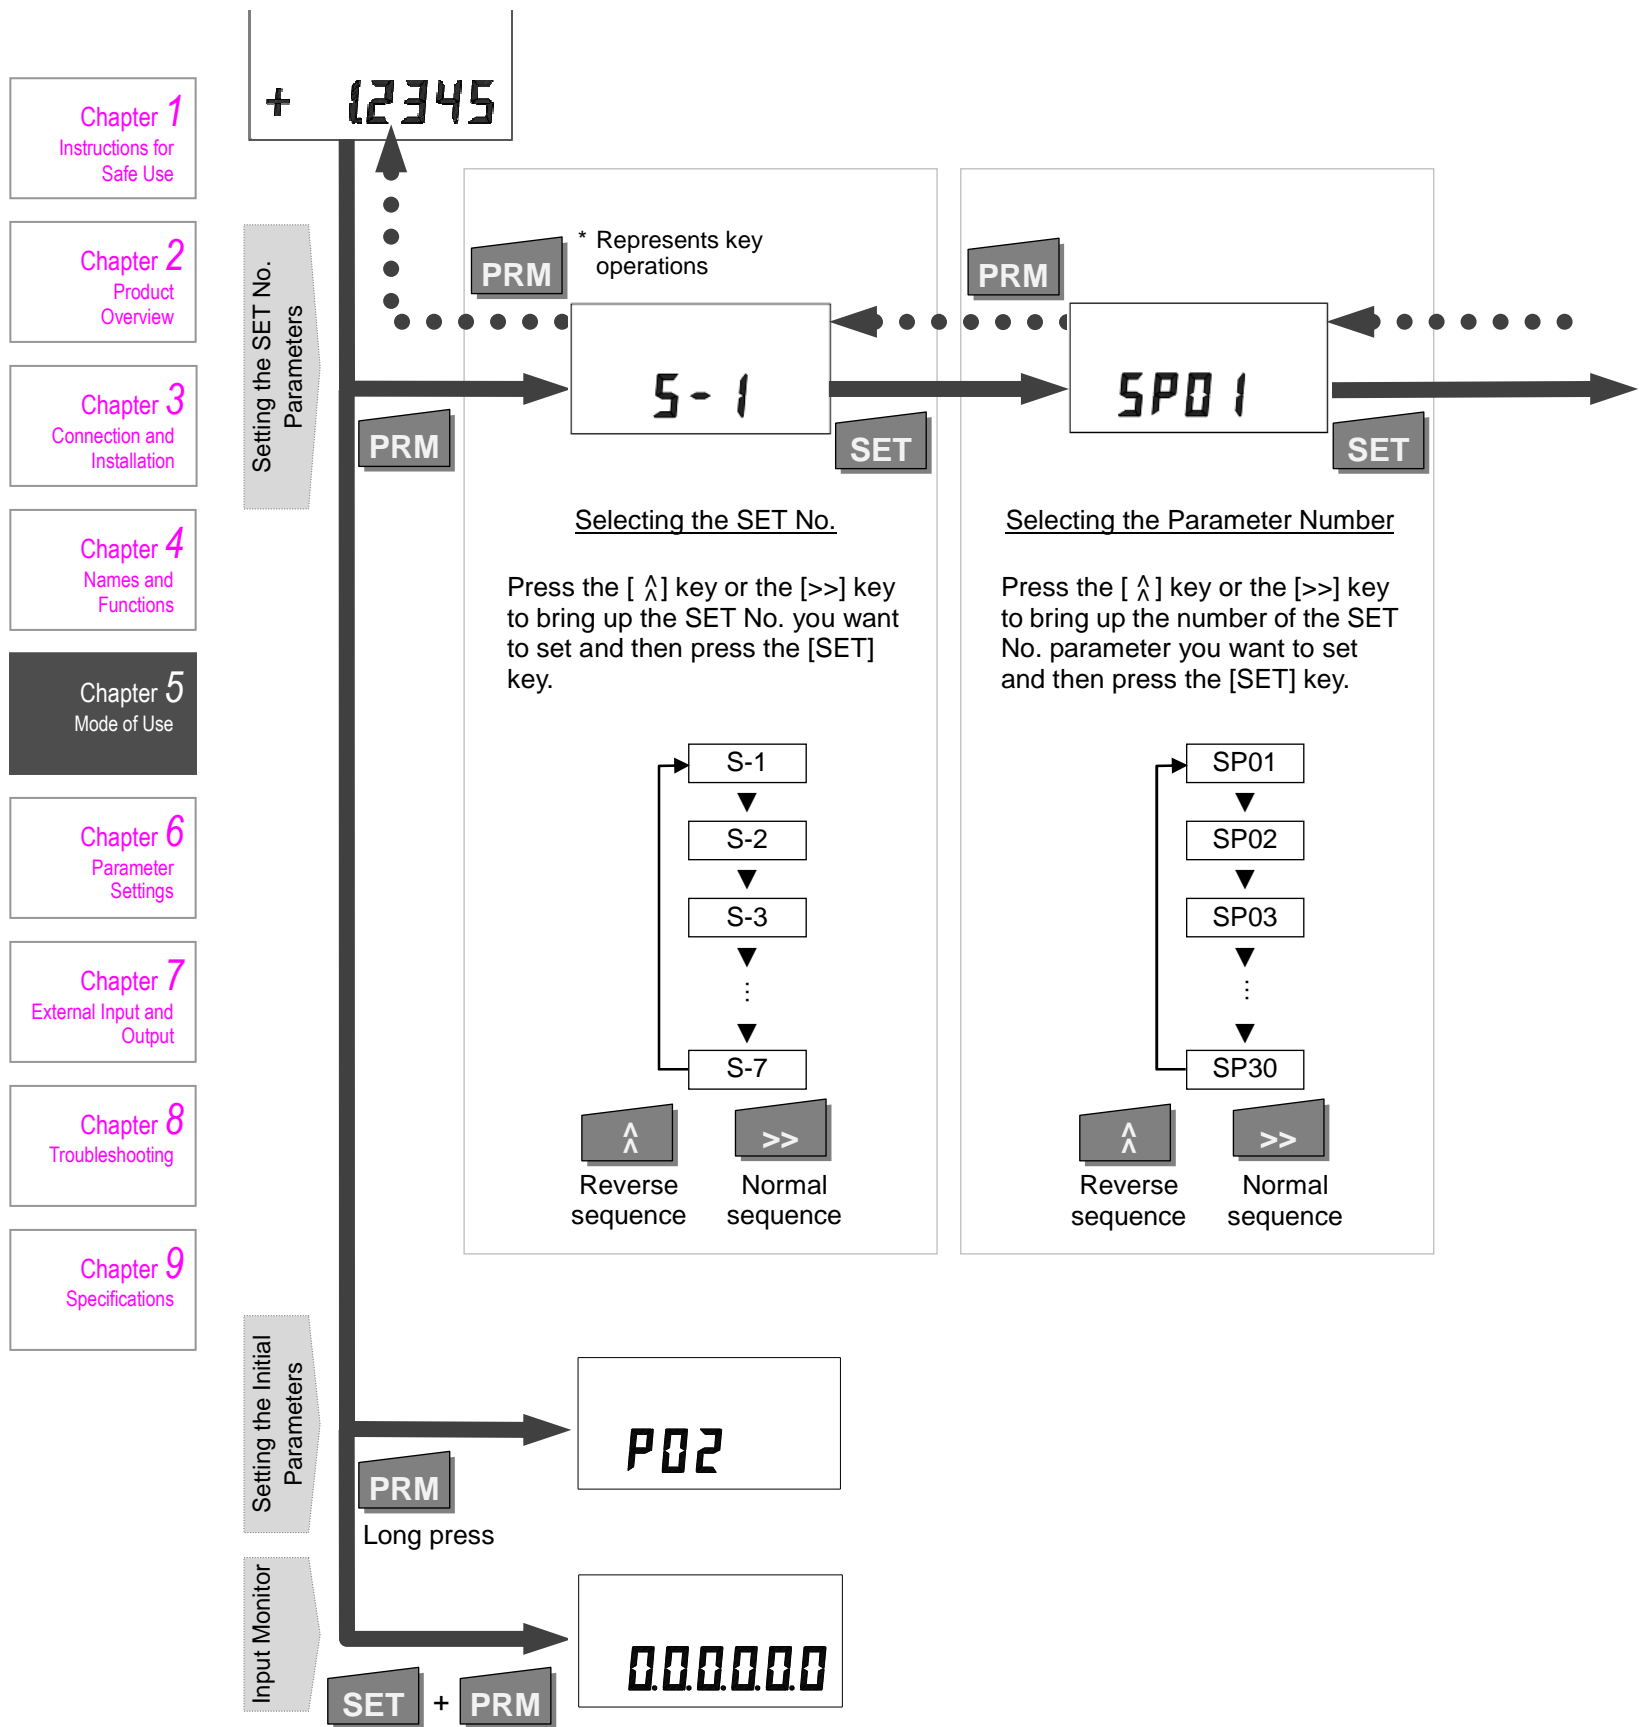 + 1.2345
Chapter 1
Instructions for
Safe Use
Chapter 2
Product
Overview
Chapter 3
Connection and
Installation
Chapter 4
Names and
Functions
Chapter 5
Mode of Use
Chapter 6
Parameter
Settings
Chapter 7
External Input and
Output
Chapter 8
Troubleshooting
Chapter 9
Specifications
Setting the SET No.
Parameters
PRM
* Represents key
operations
PRM
S-1
SP01
PRM
SET
SET
Selecting the SET No.
Press the [ ^^ ] key or the [>>] key
to bring up the SET No. you want
to set and then press the [SET]
key.
S-1
▼
S-2
▼
S-3
▼
⋮
▼
S-7
^^
>>
Reverse
sequence
Normal
sequence
Selecting the Parameter Number
Press the [ ^^ ] key or the [>>] key
to bring up the number of the SET
No. parameter you want to set
and then press the [SET] key.
SP01
▼
SP02
▼
SP03
▼
⋮
▼
SP30
^^
>>
Reverse
sequence
Normal
sequence
Setting the Initial
Parameters
P02
PRM
Long press
Input Monitor
0.0.0.0.0.0
SET + PRM